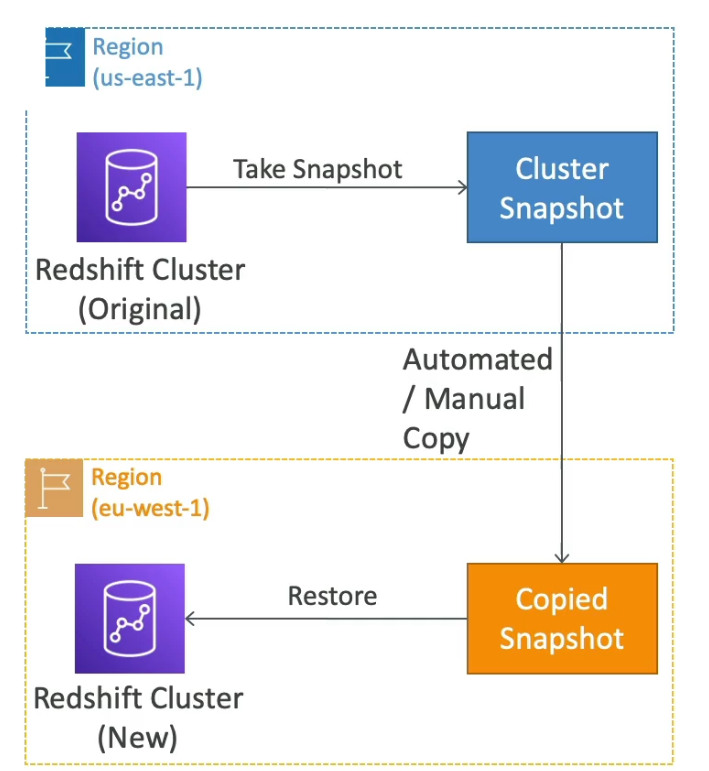 Region
(us-east-1)
Take Snapshot
Cluster
Snapshot
Redshift Cluster
(Original)
Automated
/ Manual
Copy
Region
(eu-west-1)
Restore
Copied
Snapshot
Redshift Cluster
(New)